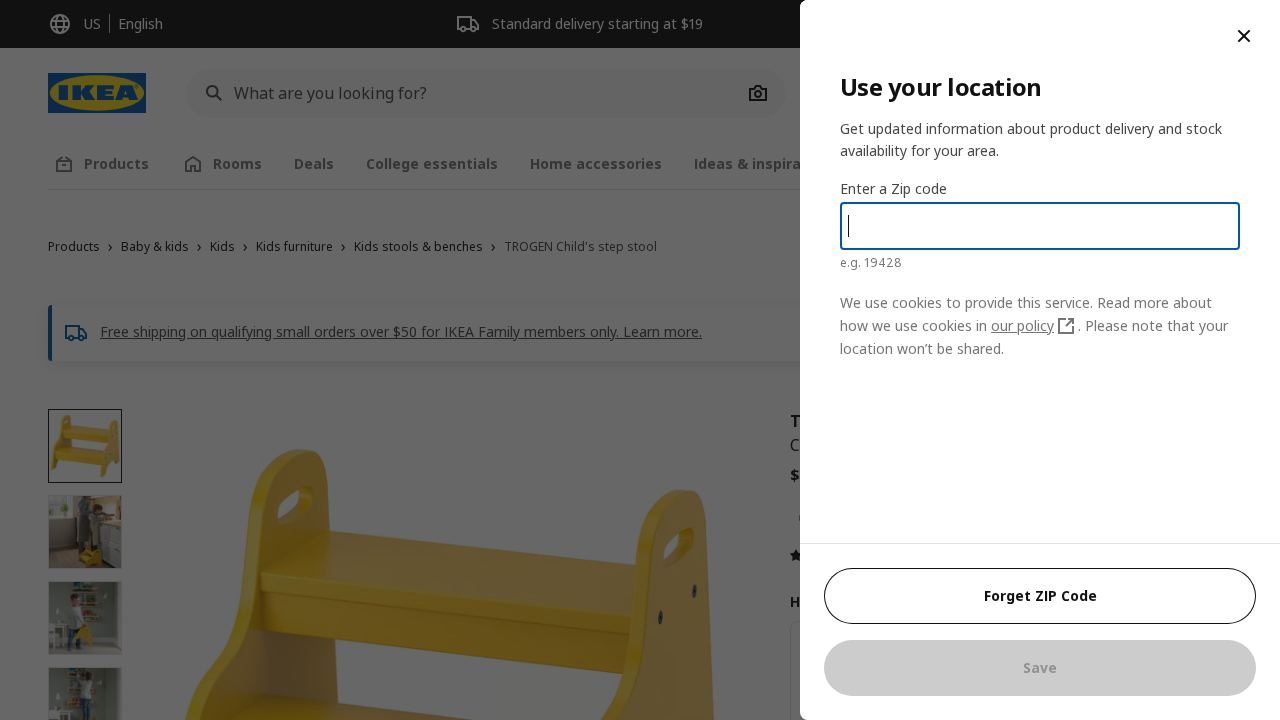 US
English
Standard delivery starting at $19
IKEA
What are you looking for?
Products
Rooms
Deals
College essentials
Home accessories
Products
Baby & kids
Kids
Kids furniture
Kids stools & benches
TROGEN Child's step stool
Free shipping on qualifying small orders over $50 for IKEA Family members only. Learn more.
Use your location
Get updated information about product delivery and stock
availability for your area.
Enter a Zip code
e.g. 19428
We use cookies to provide this service. Read more about
how we use cookies in our policy . Please note that your
location won’t be shared.
Forget ZIP Code
Save